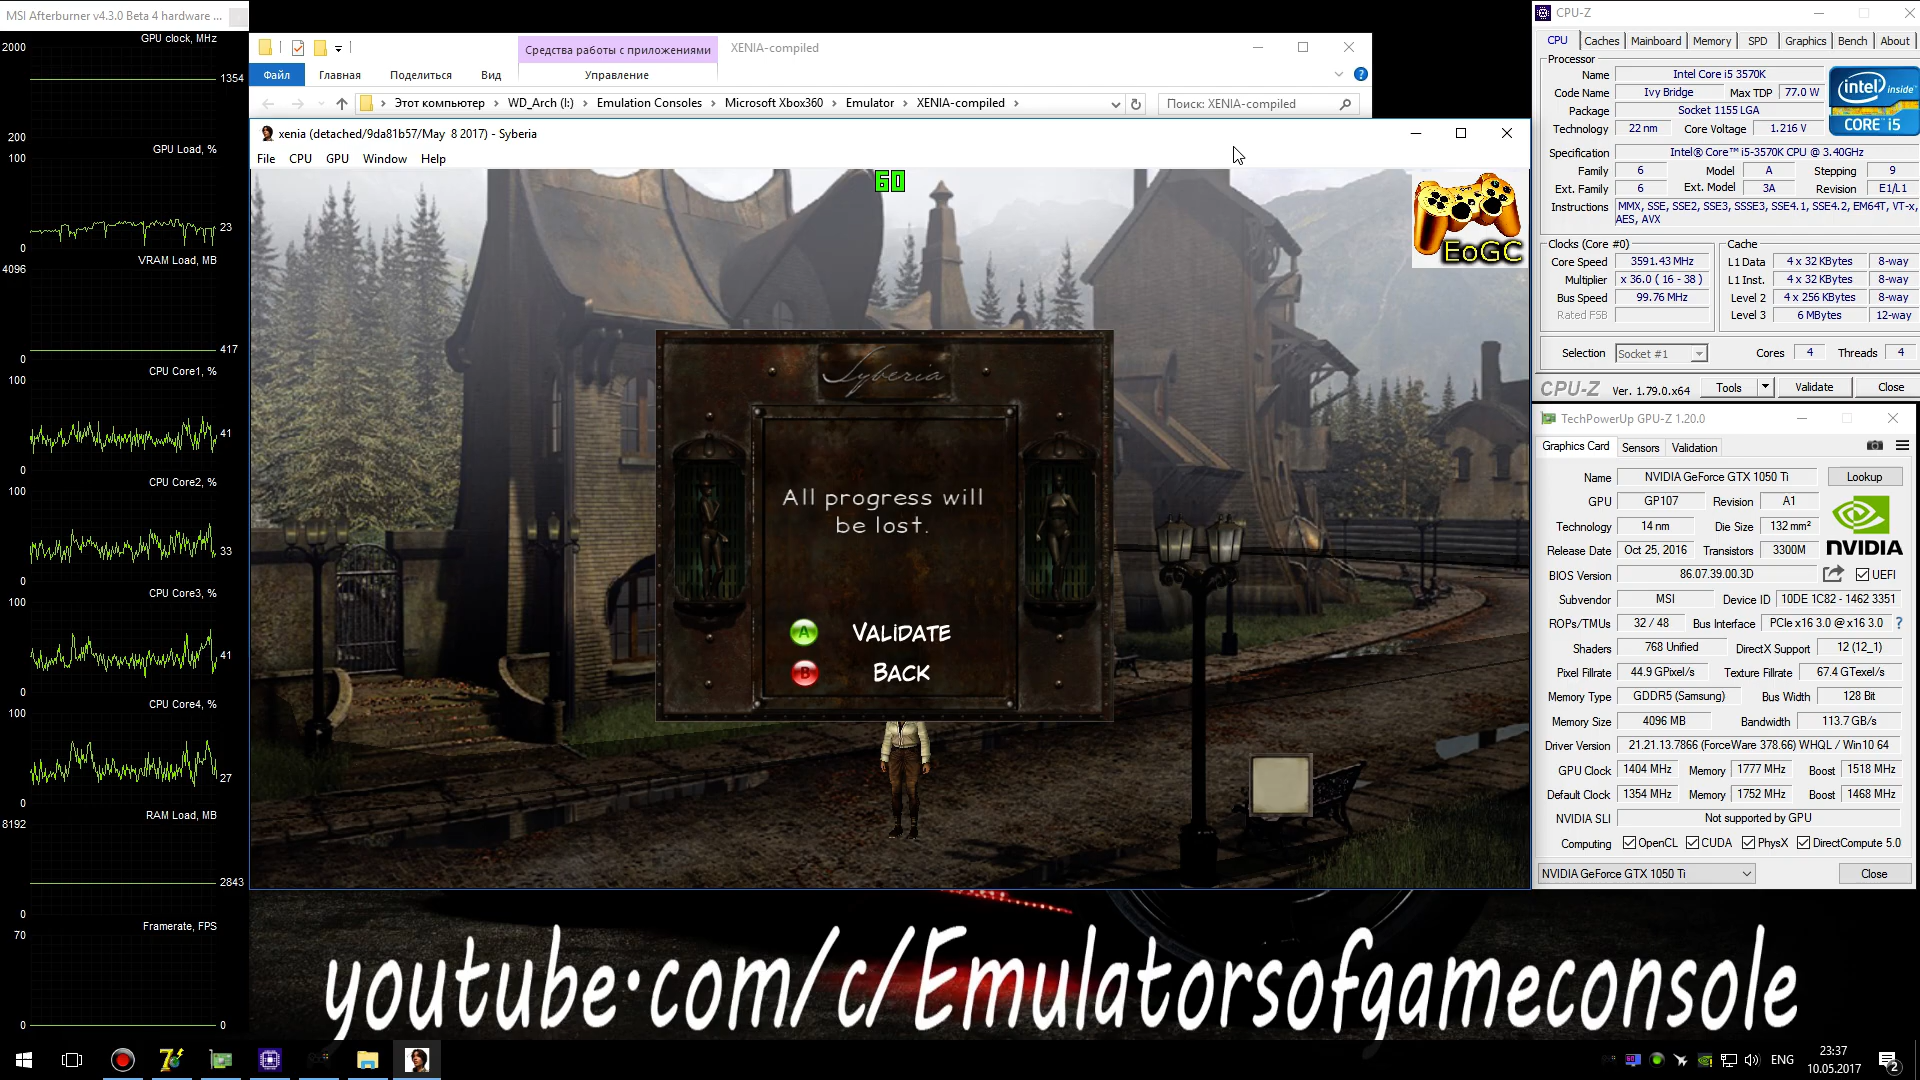 MSI Afterburner v4.3.0 Beta 4 hardware ...
GPU clock, MHz
2000
1354
200
GPU Load, %
100
23
0
VRAM Load, MB
4096
417
0
CPU Core1, %
100
41
0
CPU Core2, %
100
33
0
CPU Core3, %
100
41
0
CPU Core4, %
100
27
0
RAM Load, MB
8192
2843
0
Framerate, FPS
70
0
0
Средства работы с приложениями
XENIA-compiled
Файл
Главная
Поделиться
Вид
Управление
Этот компьютер
WD_Arch (I:)
Emulation Consoles
Microsoft Xbox360
Emulator
XENIA-compiled
Поиск: XENIA-compiled
xenia (detached/9da81b57/May 8 2017) - Syberia
File CPU GPU Window Help
60
EoGC
Syberia
All progress will
be lost.
A VALIDATE
B BACK
CPU-Z
CPU Caches Mainboard Memory SPD Graphics Bench About
Processor
Name Intel Core i5 3570K
Code Name Ivy Bridge Max TDP 77.0 W
Package Socket 1155 LGA
Technology 22 nm Core Voltage 1.216 V
intel inside
CORE i5
Specification Intel® Core™ i5-3570K CPU @ 3.40GHz
Family 6 Model A Stepping 9
Ext. Family 6 Ext. Model 3A Revision E1/L1
Instructions MMX, SSE, SSE2, SSE3, SSSE3, SSE4.1, SSE4.2, EM64T, VT-x,
AES, AVX
Clocks (Core #0)
Core Speed 3591.43 MHz
Multiplier x 36.0 ( 16 - 38 )
Bus Speed 99.76 MHz
Rated FSB
Cache
L1 Data 4 x 32 KBytes 8-way
L1 Inst. 4 x 32 KBytes 8-way
Level 2 4 x 256 KBytes 8-way
Level 3 6 MBytes 12-way
Selection Socket #1 Cores 4 Threads 4
CPU-Z Ver. 1.79.0.x64 Tools Validate Close
TechPowerUp GPU-Z 1.20.0
Graphics Card Sensors Validation
Name NVIDIA GeForce GTX 1050 Ti Lookup
GPU GP107 Revision A1
Technology 14 nm Die Size 132 mm²
Release Date Oct 25, 2016 Transistors 3300M
NVIDIA
BIOS Version 86.07.39.00.3D UEFI
Subvendor MSI Device ID 10DE 1C82 - 1462 3351
ROPs/TMUs 32 / 48 Bus Interface PCIe x16 3.0 @ x16 3.0 ?
Shaders 768 Unified DirectX Support 12 (12_1)
Pixel Fillrate 44.9 GPixel/s Texture Fillrate 67.4 GTexel/s
Memory Type GDDR5 (Samsung) Bus Width 128 Bit
Memory Size 4096 MB Bandwidth 113.7 GB/s
Driver Version 21.21.13.7866 (ForceWare 378.66) WHQL / Win10 64
GPU Clock 1404 MHz Memory 1777 MHz Boost 1518 MHz
Default Clock 1354 MHz Memory 1752 MHz Boost 1468 MHz
NVIDIA SLI Not supported by GPU
Computing OpenCL CUDA PhysX DirectCompute 5.0
NVIDIA GeForce GTX 1050 Ti Close
youtube.com/c/Emulatorsofgameconsole
ENG
23:37
10.05.2017
2